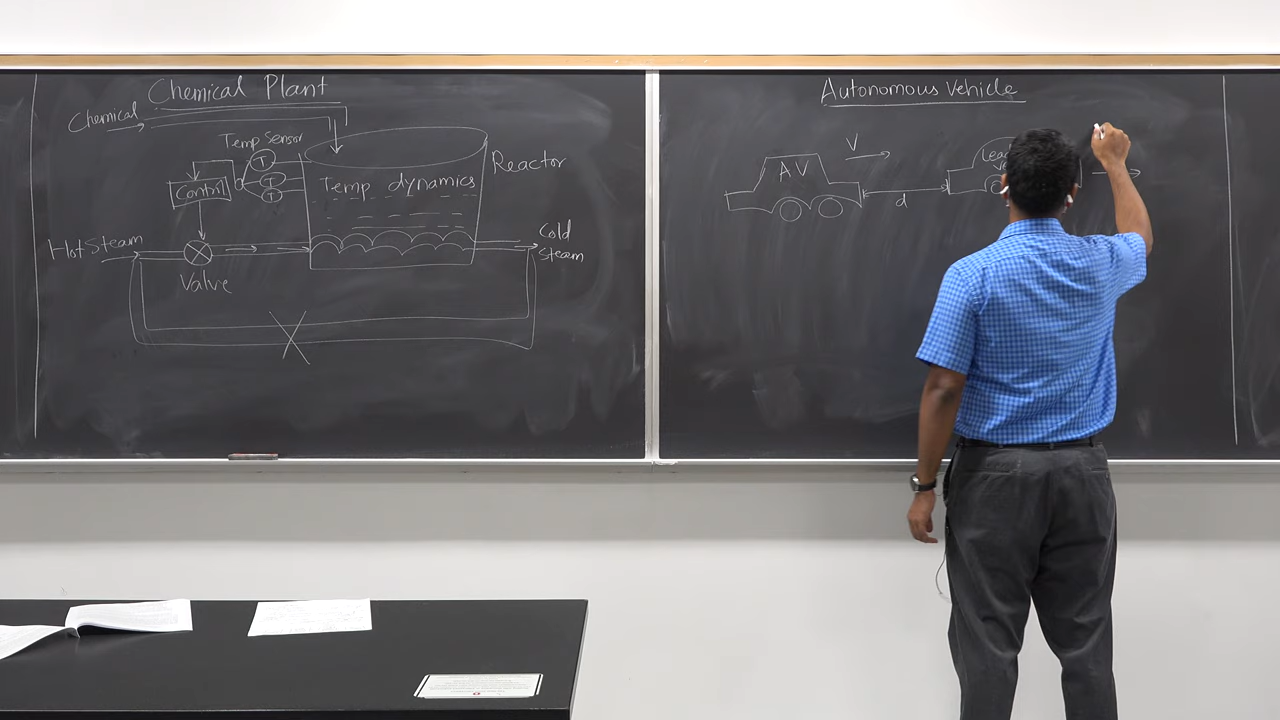 Chemical Plant
Chemical
Temp Sensor
T
T
T
Control
Temp dynamics
Reactor
Hot Steam
Valve
Cold
Steam
Autonomous Vehicle
V
AV
d